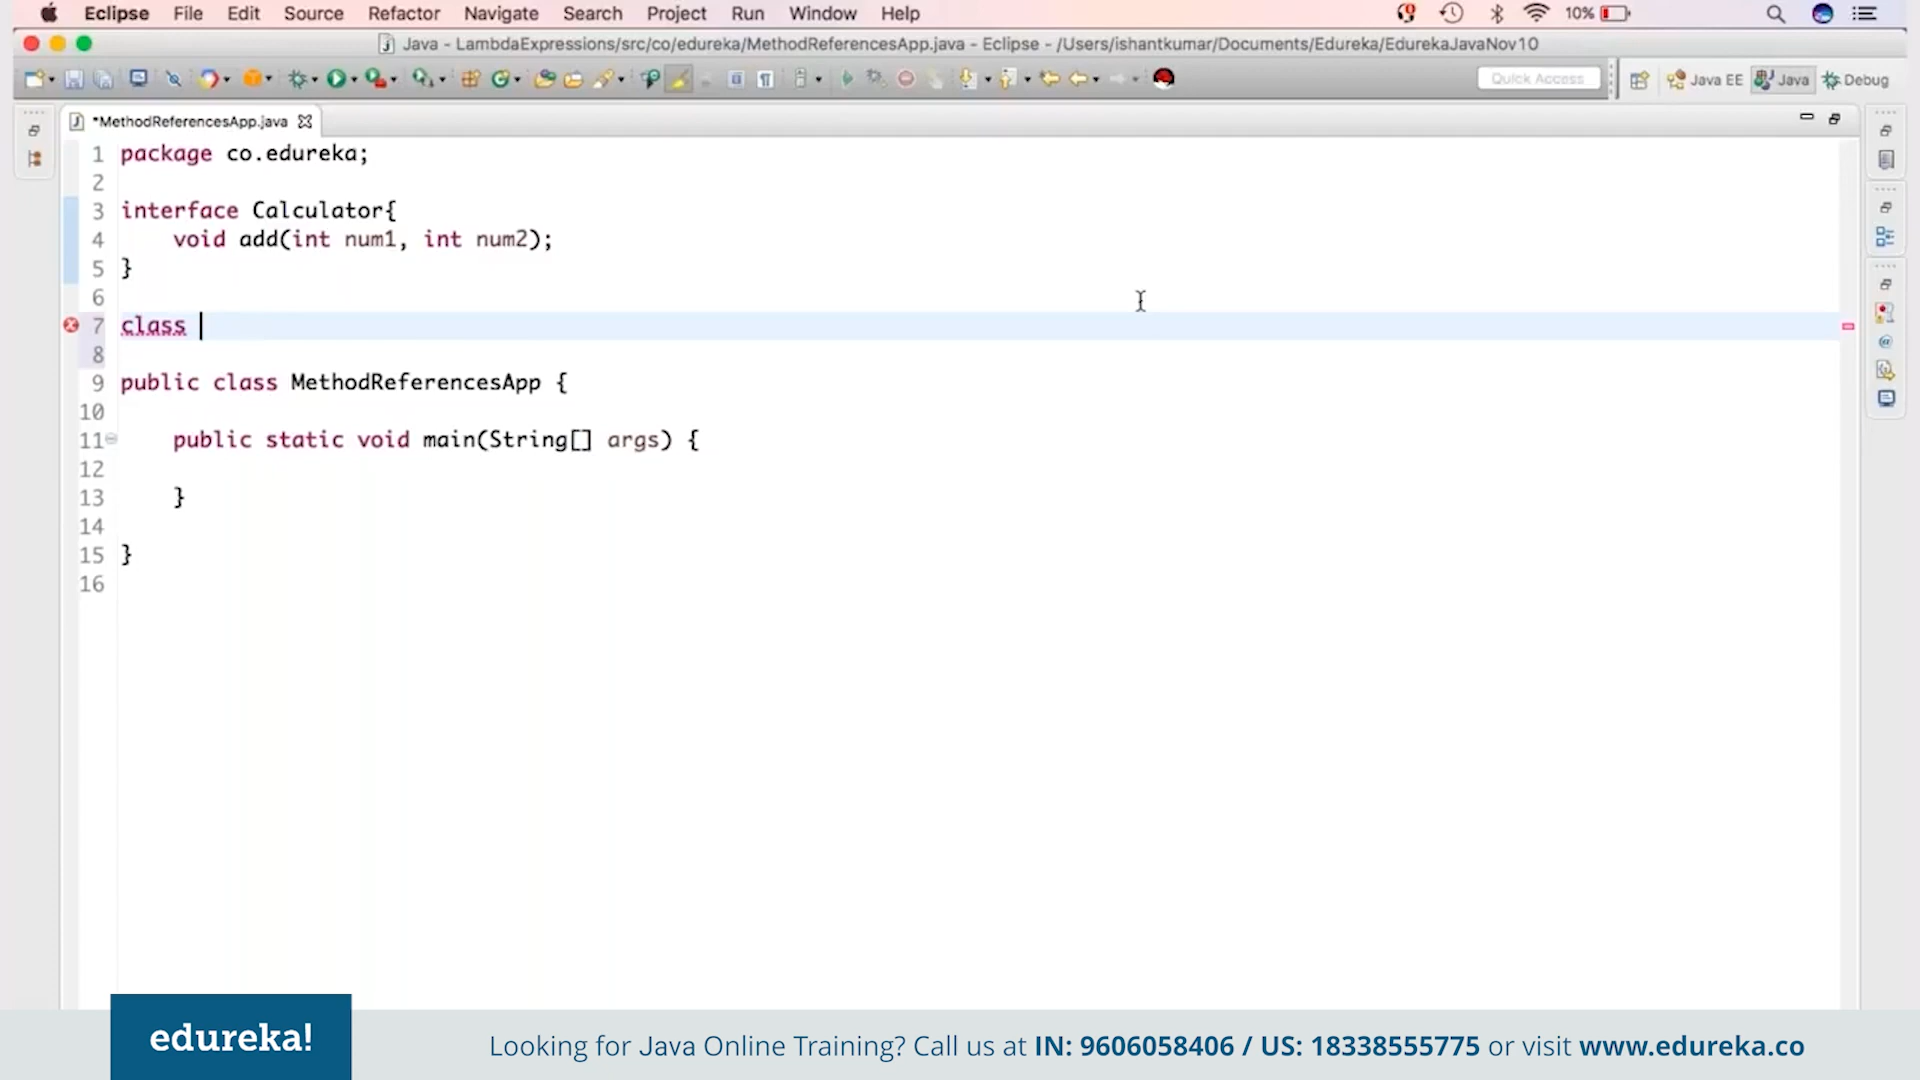 Eclipse File Edit Source Refactor Navigate Search Project Run Window Help 10%
Java - LambdaExpressions/src/co/edureka/MethodReferencesApp.java - Eclipse - /Users/ishantkumar/Documents/Edureka/EdurekaJavaNov10
Quick Access Java EE Java Debug
*MethodReferencesApp.java
1 package co.edureka;
2
3 interface Calculator{
4 void add(int num1, int num2);
5 }
6
7 class
8
9 public class MethodReferencesApp {
10
11 public static void main(String[] args) {
12
13 }
14
15 }
16
edureka!
Looking for Java Online Training? Call us at IN: 9606058406 / US: 18338555775 or visit www.edureka.co